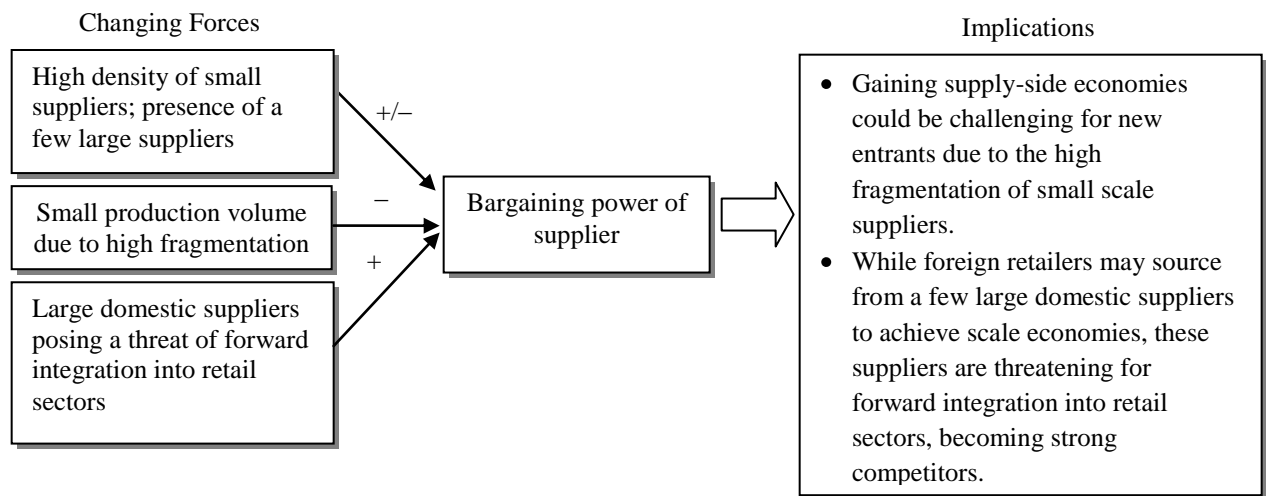 Changing Forces
High density of small
suppliers; presence of a
few large suppliers
+/−
Small production volume
due to high fragmentation
−
Large domestic suppliers
posing a threat of forward
integration into retail
sectors
+
Bargaining power of
supplier
Implications
• Gaining supply-side economies
could be challenging for new
entrants due to the high
fragmentation of small scale
suppliers.
• While foreign retailers may source
from a few large domestic suppliers
to achieve scale economies, these
suppliers are threatening for
forward integration into retail
sectors, becoming strong
competitors.